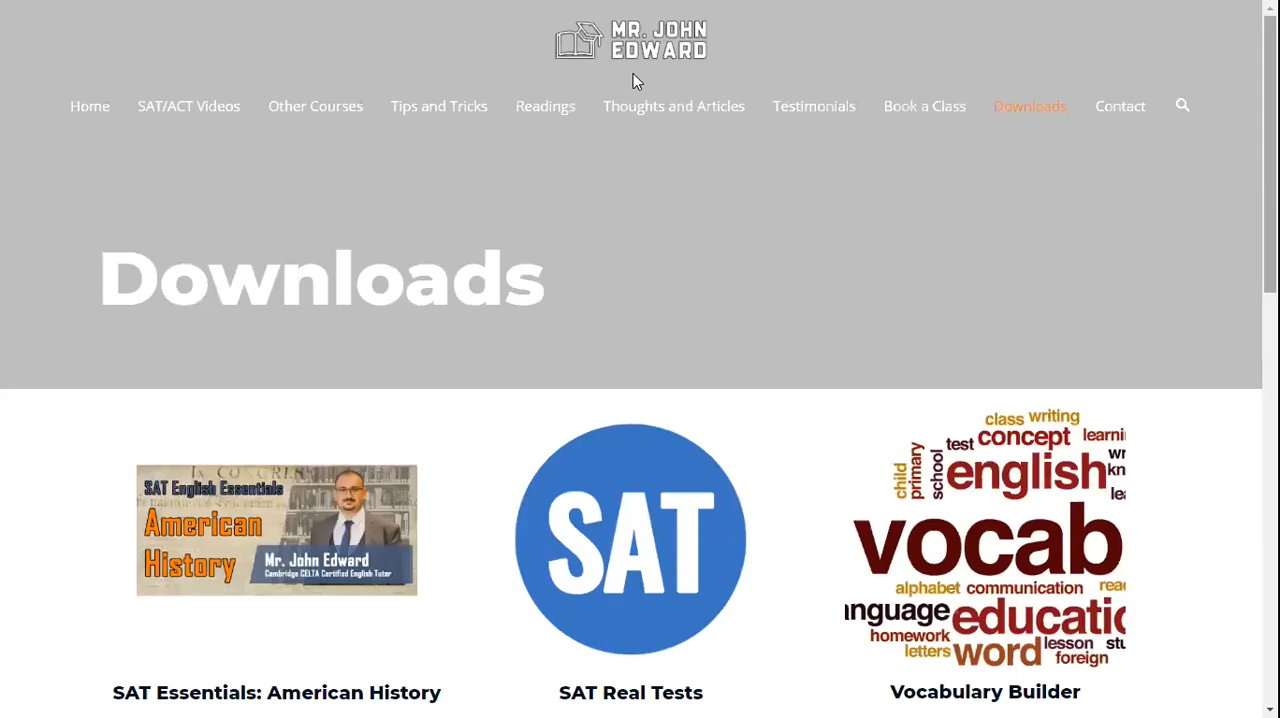 MR. JOHN
EDWARD
Home SAT/ACT Videos Other Courses Tips and Tricks Readings Thoughts and Articles Testimonials Book a Class Downloads Contact
Downloads
SAT English Essentials
American
History
Mr. John Edward
Cambridge CELTA Certified English Tutor
SAT
class writing
test concept learni
child primary school english
vocab
alphabet communication
anguage educatio
homework lesson
letters word foreign
SAT Essentials: American History
SAT Real Tests
Vocabulary Builder